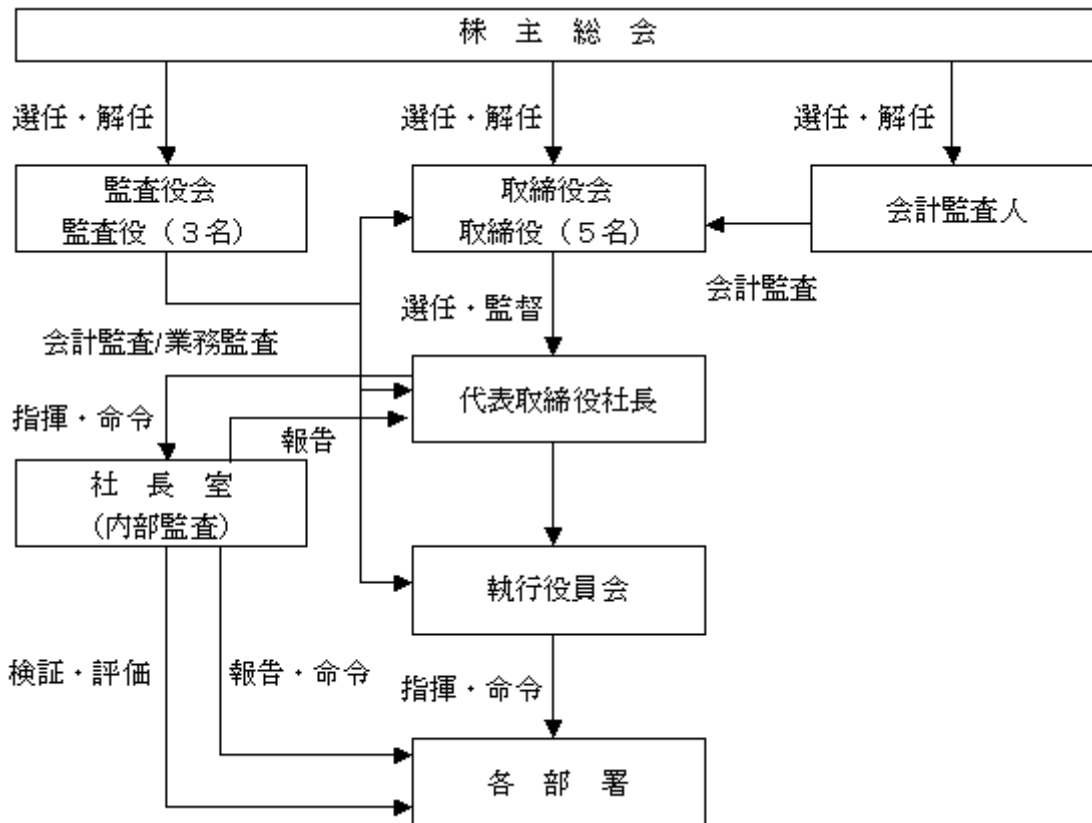 株　主　総　会
選任・解任
選任・解任
選任・解任
監査役会
監査役（３名）
取締役会
取締役（５名）
会計監査人
会計監査
選任・監督
会計監査/業務監査
代表取締役社長
指揮・命令
報告
社　長　室
（内部監査）
執行役員会
検証・評価
報告・命令
指揮・命令
各　部　署